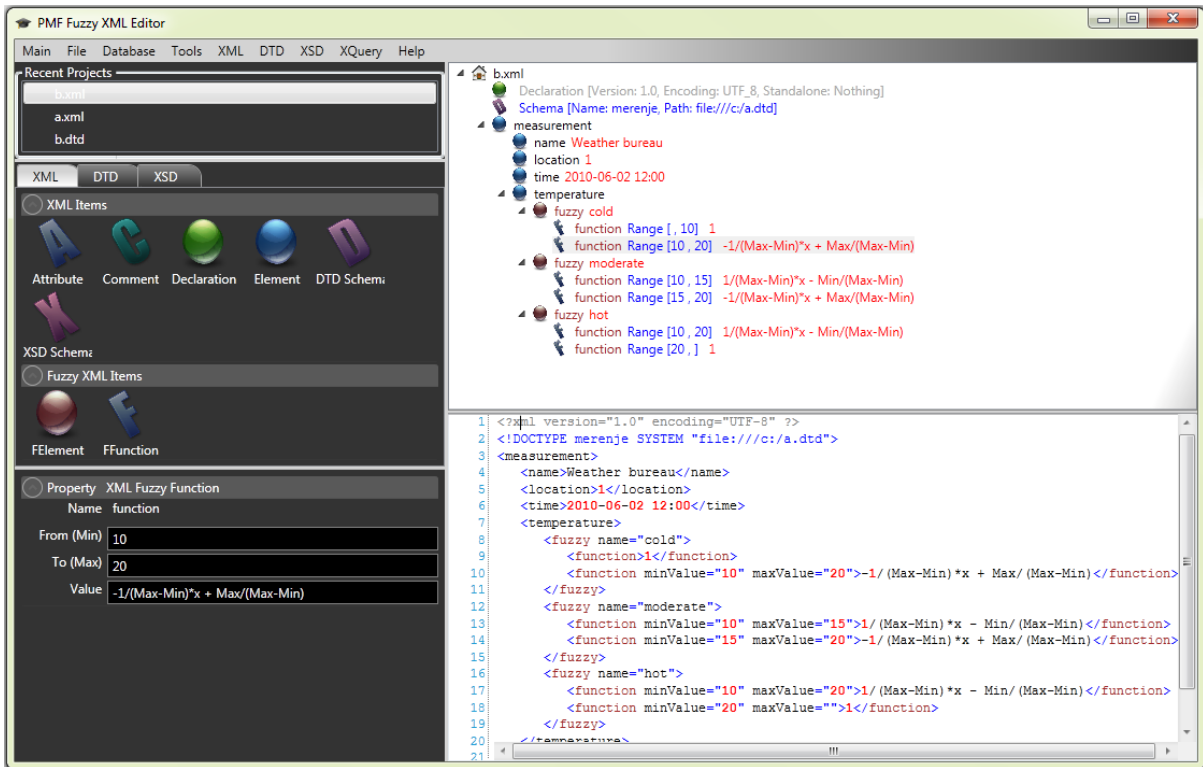 PMF Fuzzy XML Editor
Main File Database Tools XML DTD XSD XQuery Help
Recent Projects
b.xml
a.xml
b.dtd
XML DTD XSD
XML Items
Attribute Comment Declaration Element DTD Schema
XSD Schema
Fuzzy XML Items
FElement FFunction
Property XML Fuzzy Function
Name function
From (Min) 10
To (Max) 20
Value -1/(Max-Min)*x + Max/(Max-Min)
b.xml
Declaration [Version: 1.0, Encoding: UTF_8, Standalone: Nothing]
Schema [Name: merenje, Path: file:///c:/a.dtd]
measurement
name Weather bureau
location 1
time 2010-06-02 12:00
temperature
fuzzy cold
function Range [ , 10] 1
function Range [10 , 20] -1/(Max-Min)*x + Max/(Max-Min)
fuzzy moderate
function Range [10 , 15] 1/(Max-Min)*x - Min/(Max-Min)
function Range [15 , 20] -1/(Max-Min)*x + Max/(Max-Min)
fuzzy hot
function Range [10 , 20] 1/(Max-Min)*x - Min/(Max-Min)
function Range [20 , ] 1
1 <?xml version="1.0" encoding="UTF-8" ?>
2 <!DOCTYPE merenje SYSTEM "file:///c:/a.dtd">
3 <measurement>
4 <name>Weather bureau</name>
5 <location>1</location>
6 <time>2010-06-02 12:00</time>
7 <temperature>
8 <fuzzy name="cold">
9 <function>1</function>
10 <function minValue="10" maxValue="20">-1/(Max-Min)*x + Max/(Max-Min)</function>
11 </fuzzy>
12 <fuzzy name="moderate">
13 <function minValue="10" maxValue="15">1/(Max-Min)*x - Min/(Max-Min)</function>
14 <function minValue="15" maxValue="20">-1/(Max-Min)*x + Max/(Max-Min)</function>
15 </fuzzy>
16 <fuzzy name="hot">
17 <function minValue="10" maxValue="20">1/(Max-Min)*x - Min/(Max-Min)</function>
18 <function minValue="20" maxValue="">1</function>
19 </fuzzy>
20 </temperature>
21